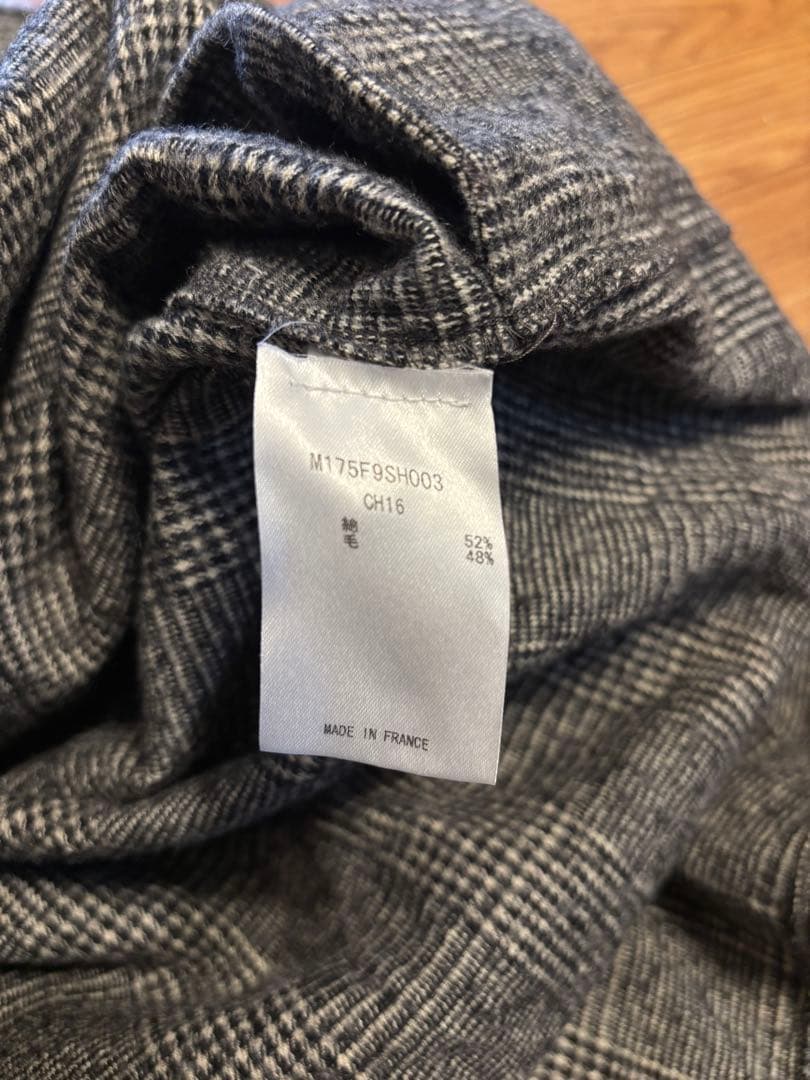 M175F9SH003
CH16
綿 52%
毛 48%
MADE IN FRANCE